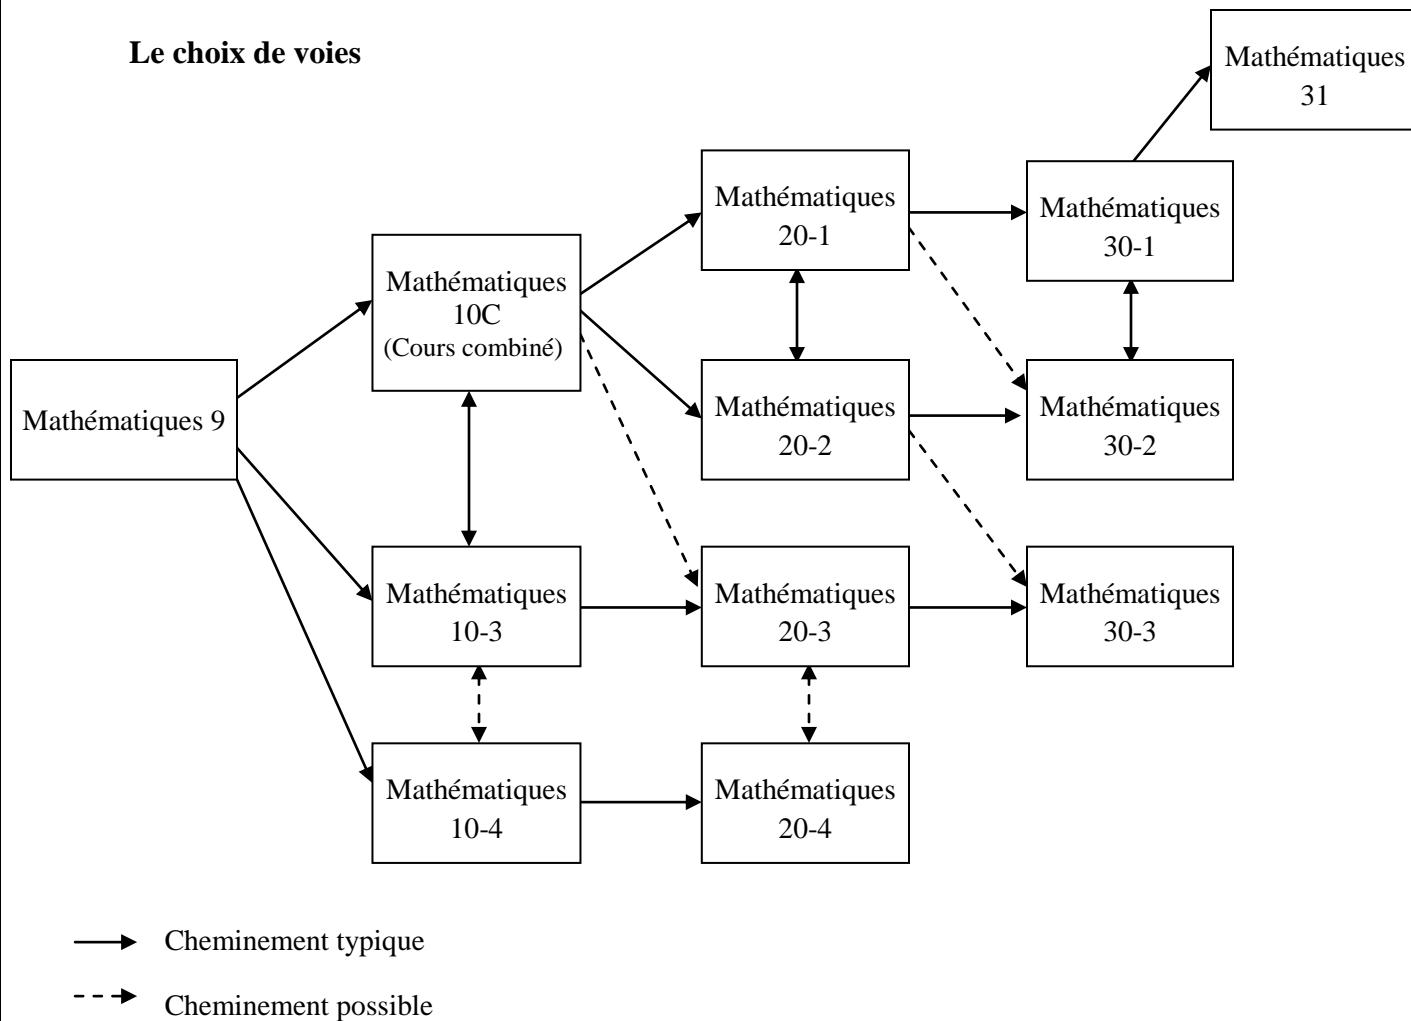 Le choix de voies
Mathématiques
31
Mathématiques
20-1
Mathématiques
30-1
Mathématiques
10C
(Cours combiné)
Mathématiques 9
Mathématiques
20-2
Mathématiques
30-2
Mathématiques
10-3
Mathématiques
20-3
Mathématiques
30-3
Mathématiques
10-4
Mathématiques
20-4
Cheminement typique
Cheminement possible